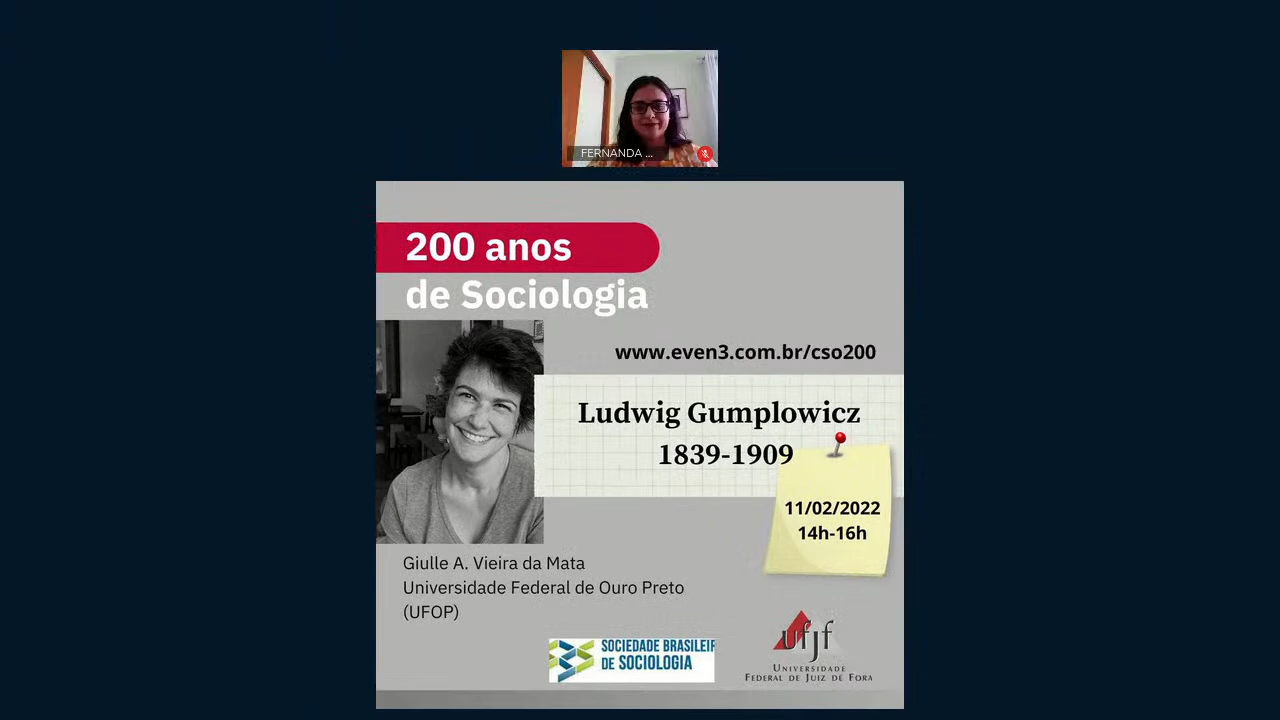 FERNANDA ...
200 anos
de Sociologia
www.even3.com.br/cso200
Ludwig Gumplowicz
1839-1909
11/02/2022
14h-16h
Giulle A. Vieira da Mata
Universidade Federal de Ouro Preto
(UFOP)
SOCIEDADE BRASILEIR
DE SOCIOLOGIA
ufjf
UNIVERSIDADE
FEDERAL DE JUIZ DE FORA